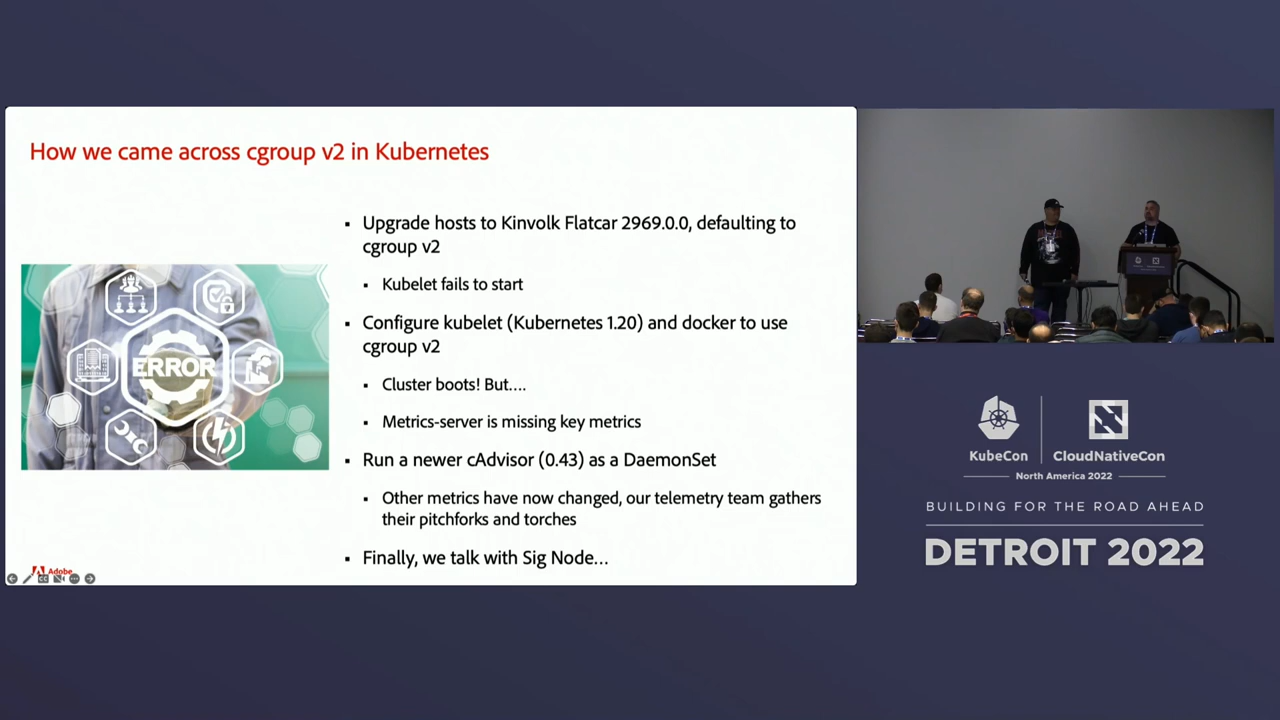 How we came across cgroup v2 in Kubernetes
Upgrade hosts to Kinvolk Flatcar 2969.0.0, defaulting to
cgroup v2
Kubelet fails to start
Configure kubelet (Kubernetes 1.20) and docker to use
cgroup v2
Cluster boots! But....
Metrics-server is missing key metrics
Run a newer cAdvisor (0.43) as a DaemonSet
Other metrics have now changed, our telemetry team gathers
their pitchforks and torches
Finally, we talk with Sig Node...
ERROR
Adobe
KubeCon
CloudNativeCon
North America 2022
BUILDING FOR THE ROAD AHEAD
DETROIT 2022